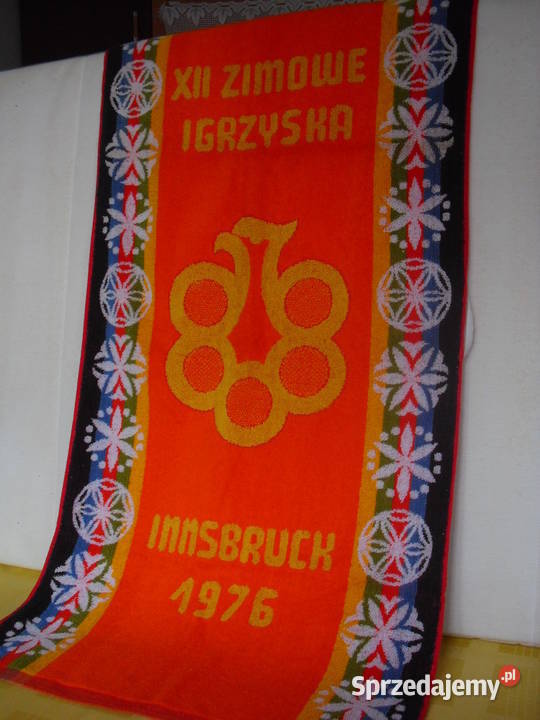 XII ZIMOWE
IGRZYSKA
INNSBRUCK
1976
Sprzedajemy.pl